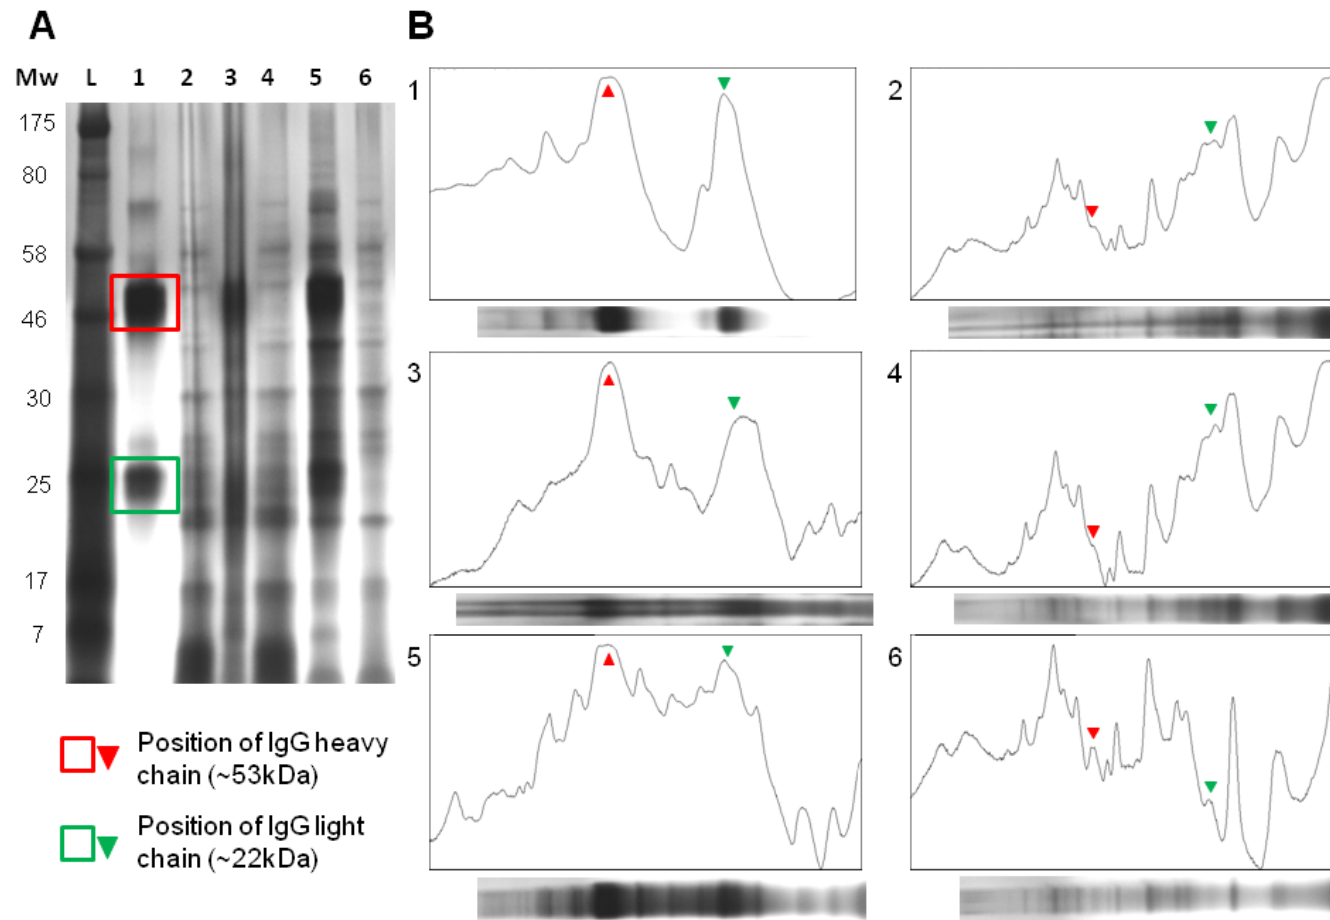 A
B
Mw L 1 2 3 4 5 6
175
80
58
46
30
25
17
7
1
2
3
4
5
6
Position of IgG heavy
chain (~53kDa)
Position of IgG light
chain (~22kDa)